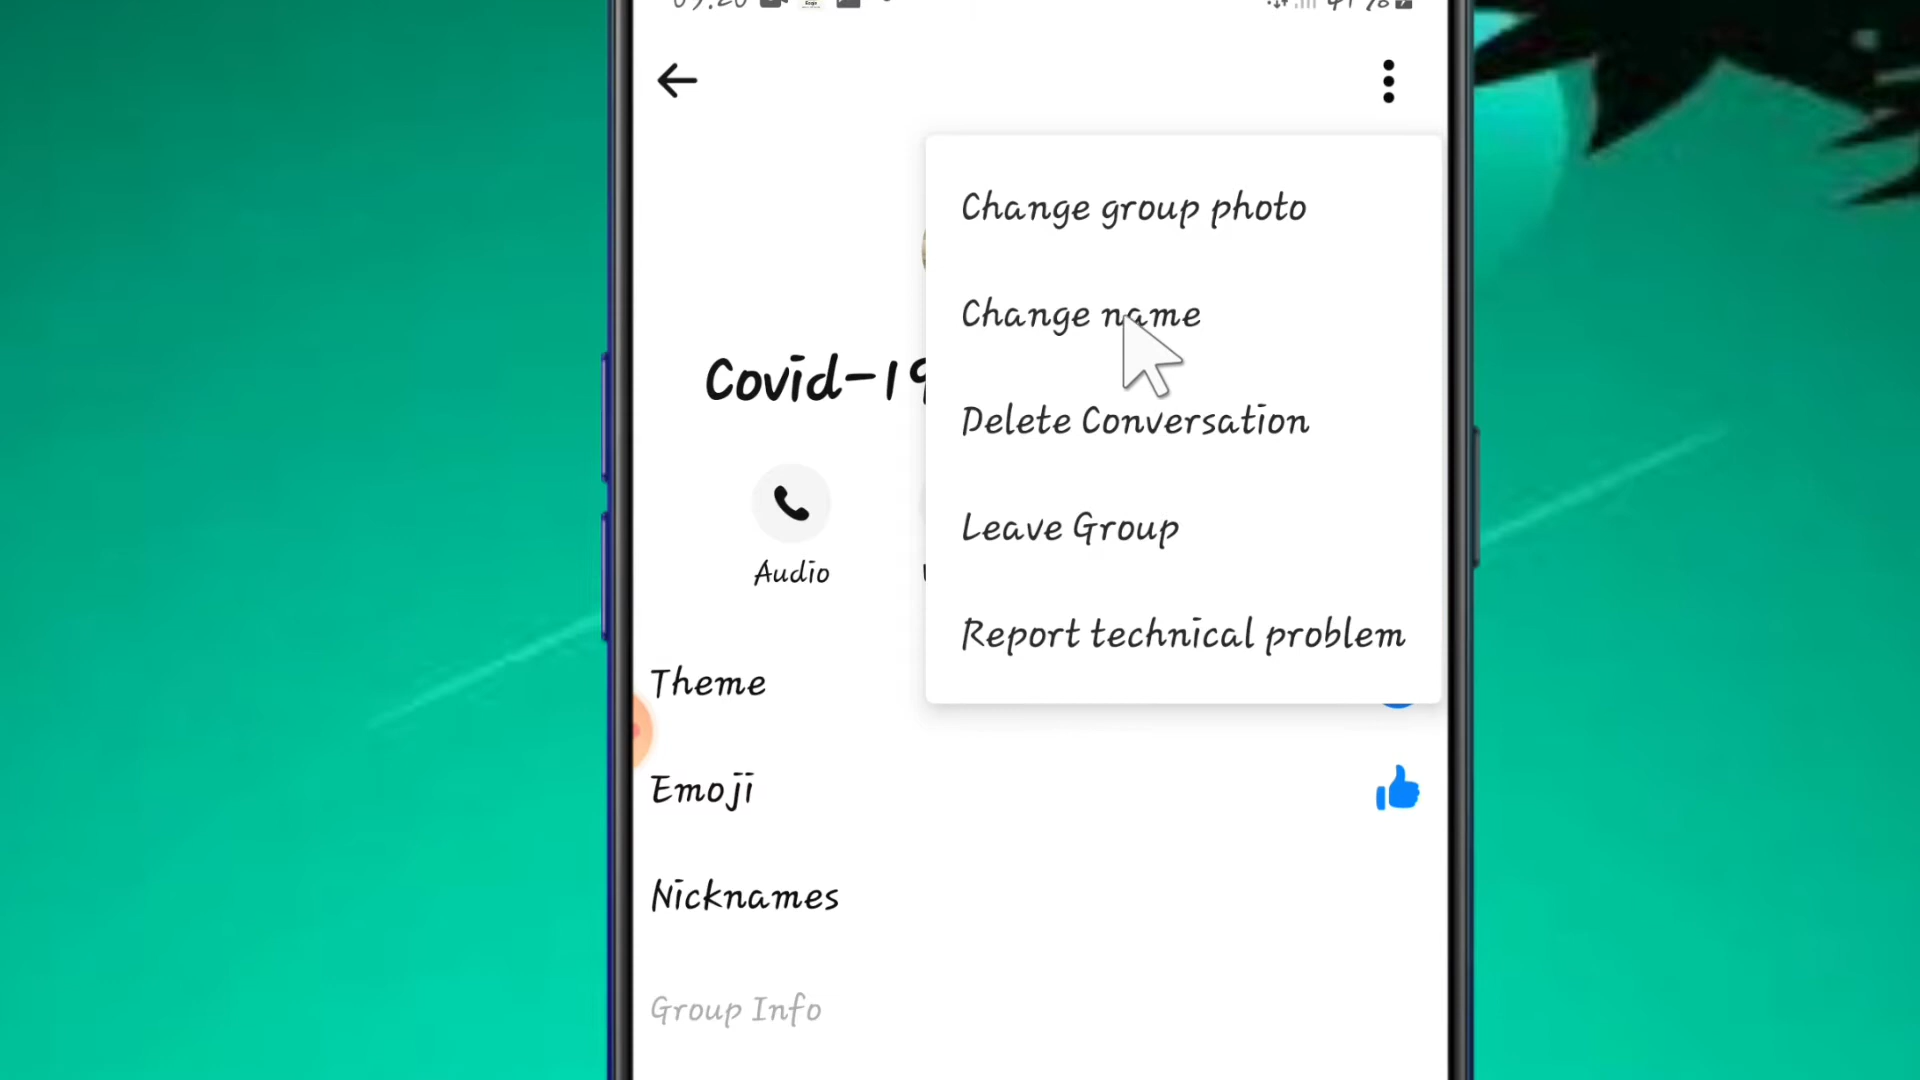 Change group photo
Change name
Covid-19
Delete Conversation
Leave Group
Audio
Report technical problem
Theme
Emoji
Nicknames
Group Info